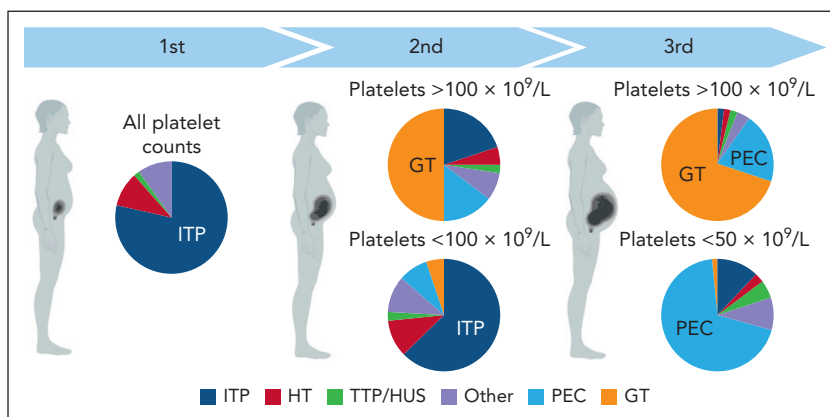 1st
2nd
3rd
All platelet
counts
ITP
Platelets >100 × 10⁹/L
GT
Platelets <100 × 10⁹/L
ITP
Platelets >100 × 10⁹/L
GT
PEC
Platelets <50 × 10⁹/L
PEC
ITP HT TTP/HUS Other PEC GT